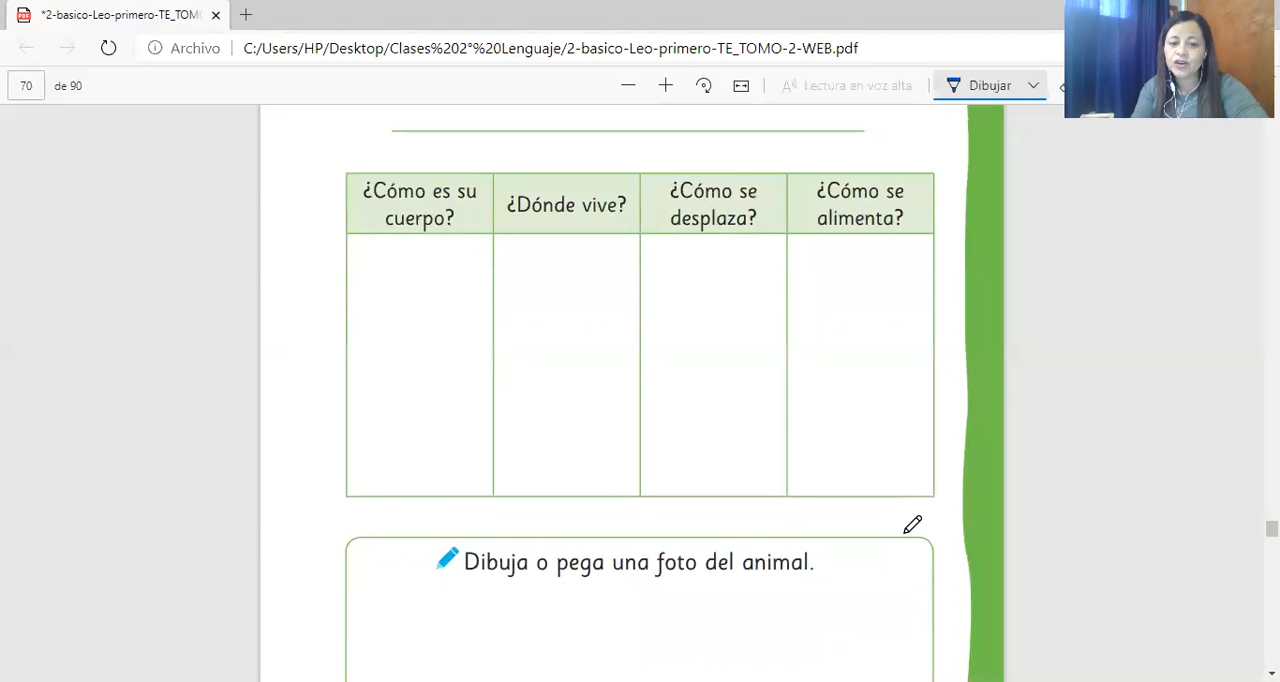 *2-basico-Leo-primero-TE_TOM
Archivo
C:/Users/HP/Desktop/Clases%202°%20Lenguaje/2-basico-Leo-primero-TE_TOMO-2-WEB.pdf
70 de 90
Lectura en voz alta
Dibujar
¿Cómo es su cuerpo?
¿Dónde vive?
¿Cómo se desplaza?
¿Cómo se alimenta?
Dibuja o pega una foto del animal.